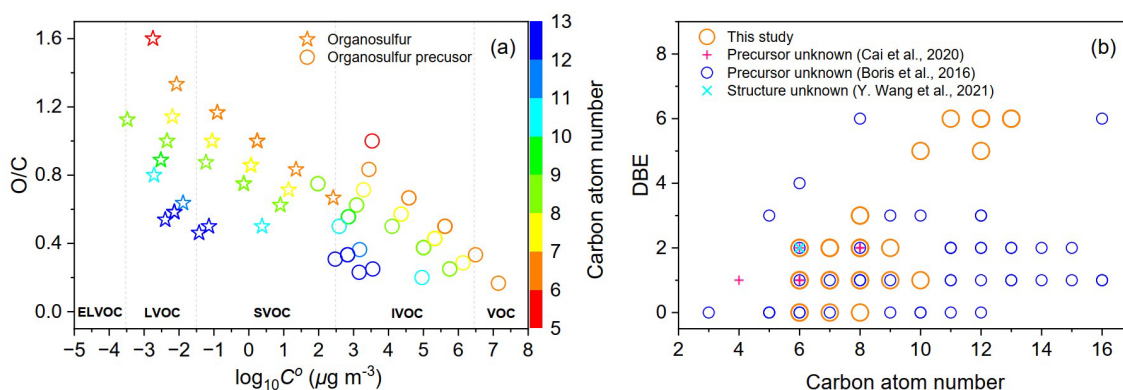 (a)
Organosulfur
Organosulfur precusor
O/C
1.6
1.2
0.8
0.4
0.0
ELVOC LVOC SVOC IVOC VOC
-5 -4 -3 -2 -1 0 1 2 3 4 5 6 7 8
log10C° (μg m-3)
13
12
11
10
9
8
7
6
5
Carbon atom number
(b)
This study
Precursor unknown (Cai et al., 2020)
Precursor unknown (Boris et al., 2016)
Structure unknown (Y. Wang et al., 2021)
DBE
8
6
4
2
0
2 4 6 8 10 12 14 16
Carbon atom number